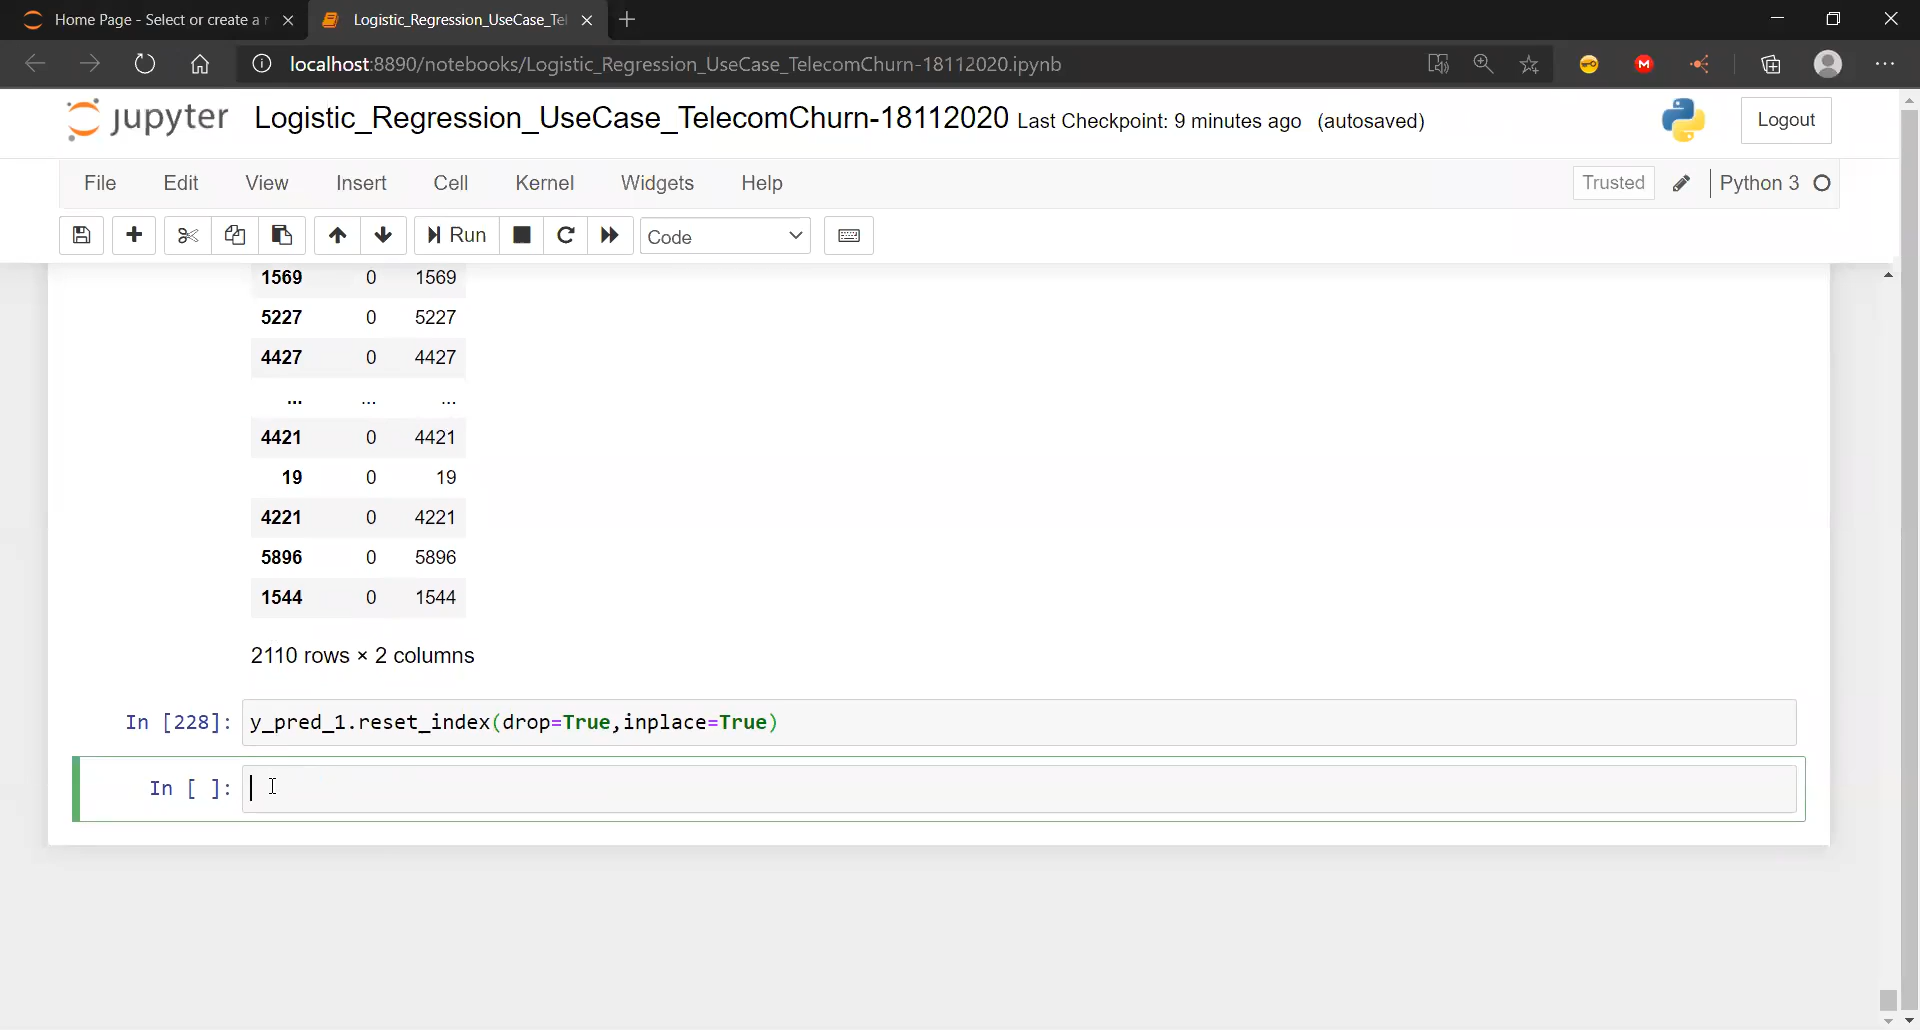 Home Page - Select or create a n
Logistic_Regression_UseCase_Tel
localhost:8890/notebooks/Logistic_Regression_UseCase_TelecomChurn-18112020.ipynb
jupyter Logistic_Regression_UseCase_TelecomChurn-18112020 Last Checkpoint: 9 minutes ago (autosaved) Logout
File Edit View Insert Cell Kernel Widgets Help Trusted Python 3
Run Code
1569 0 1569
5227 0 5227
4427 0 4427
... ... ...
4421 0 4421
19 0 19
4221 0 4221
5896 0 5896
1544 0 1544
2110 rows × 2 columns
In [228]: y_pred_1.reset_index(drop=True,inplace=True)
In [ ]: